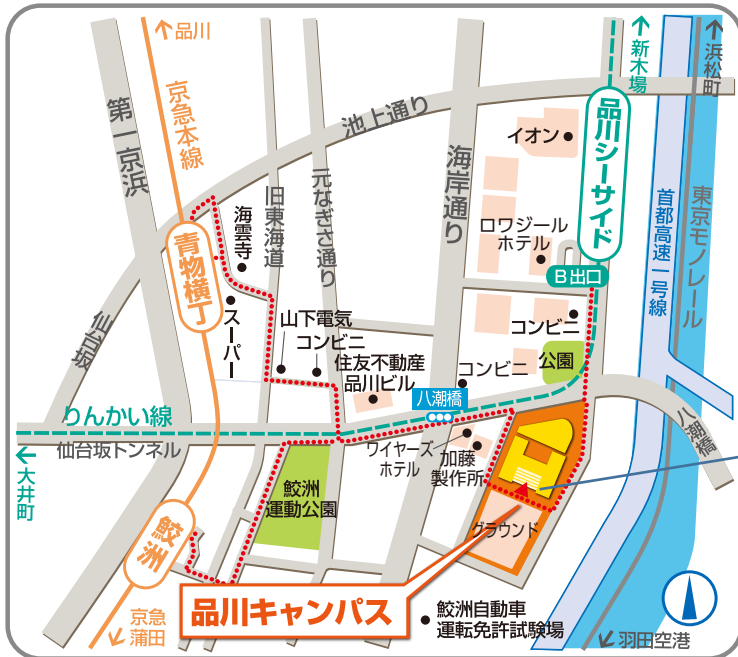 品川
新木場
浜松町
京急本線
第一京浜
池上通り
海岸通り
品川シーサイド
イオン
旧東海道
元なぎさ通り
海雲寺
ロワジール
ホテル
首都高速一号線
東京モノレール
青物横丁
B出口
スーパー
仙台坂
山下電気
コンビニ
住友不動産
品川ビル
コンビニ
コンビニ
公園
八潮橋
りんかい線
仙台坂トンネル
大井町
ワイヤーズ
ホテル
加藤
製作所
八潮橋
鮫洲
運動公園
グラウンド
鮫洲
品川キャンパス
京急
蒲田
鮫洲自動車
運転免許試験場
羽田空港